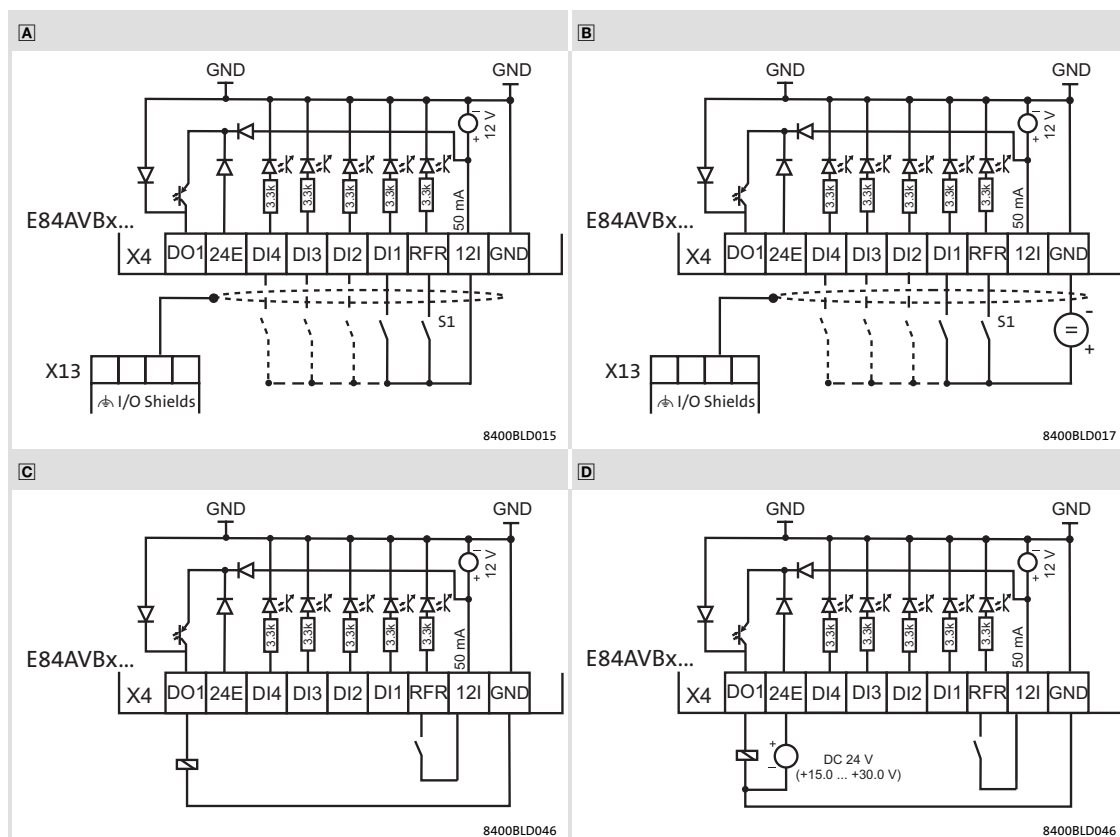 A
GND
GND
12 V
3.3k 3.3k 3.3k 3.3k 3.3k
50 mA
E84AVBx...
X4 DO1 24E DI4 DI3 DI2 DI1 RFR 12I GND
S1
X13
I/O Shields
8400BLD015
B
GND
GND
12 V
3.3k 3.3k 3.3k 3.3k 3.3k
50 mA
E84AVBx...
X4 DO1 24E DI4 DI3 DI2 DI1 RFR 12I GND
S1
X13
I/O Shields
8400BLD017
C
GND
GND
12 V
3.3k 3.3k 3.3k 3.3k 3.3k
50 mA
E84AVBx...
X4 DO1 24E DI4 DI3 DI2 DI1 RFR 12I GND
8400BLD046
D
GND
GND
12 V
3.3k 3.3k 3.3k 3.3k 3.3k
50 mA
E84AVBx...
X4 DO1 24E DI4 DI3 DI2 DI1 RFR 12I GND
DC 24 V
(+15.0 ... +30.0 V)
8400BLD046